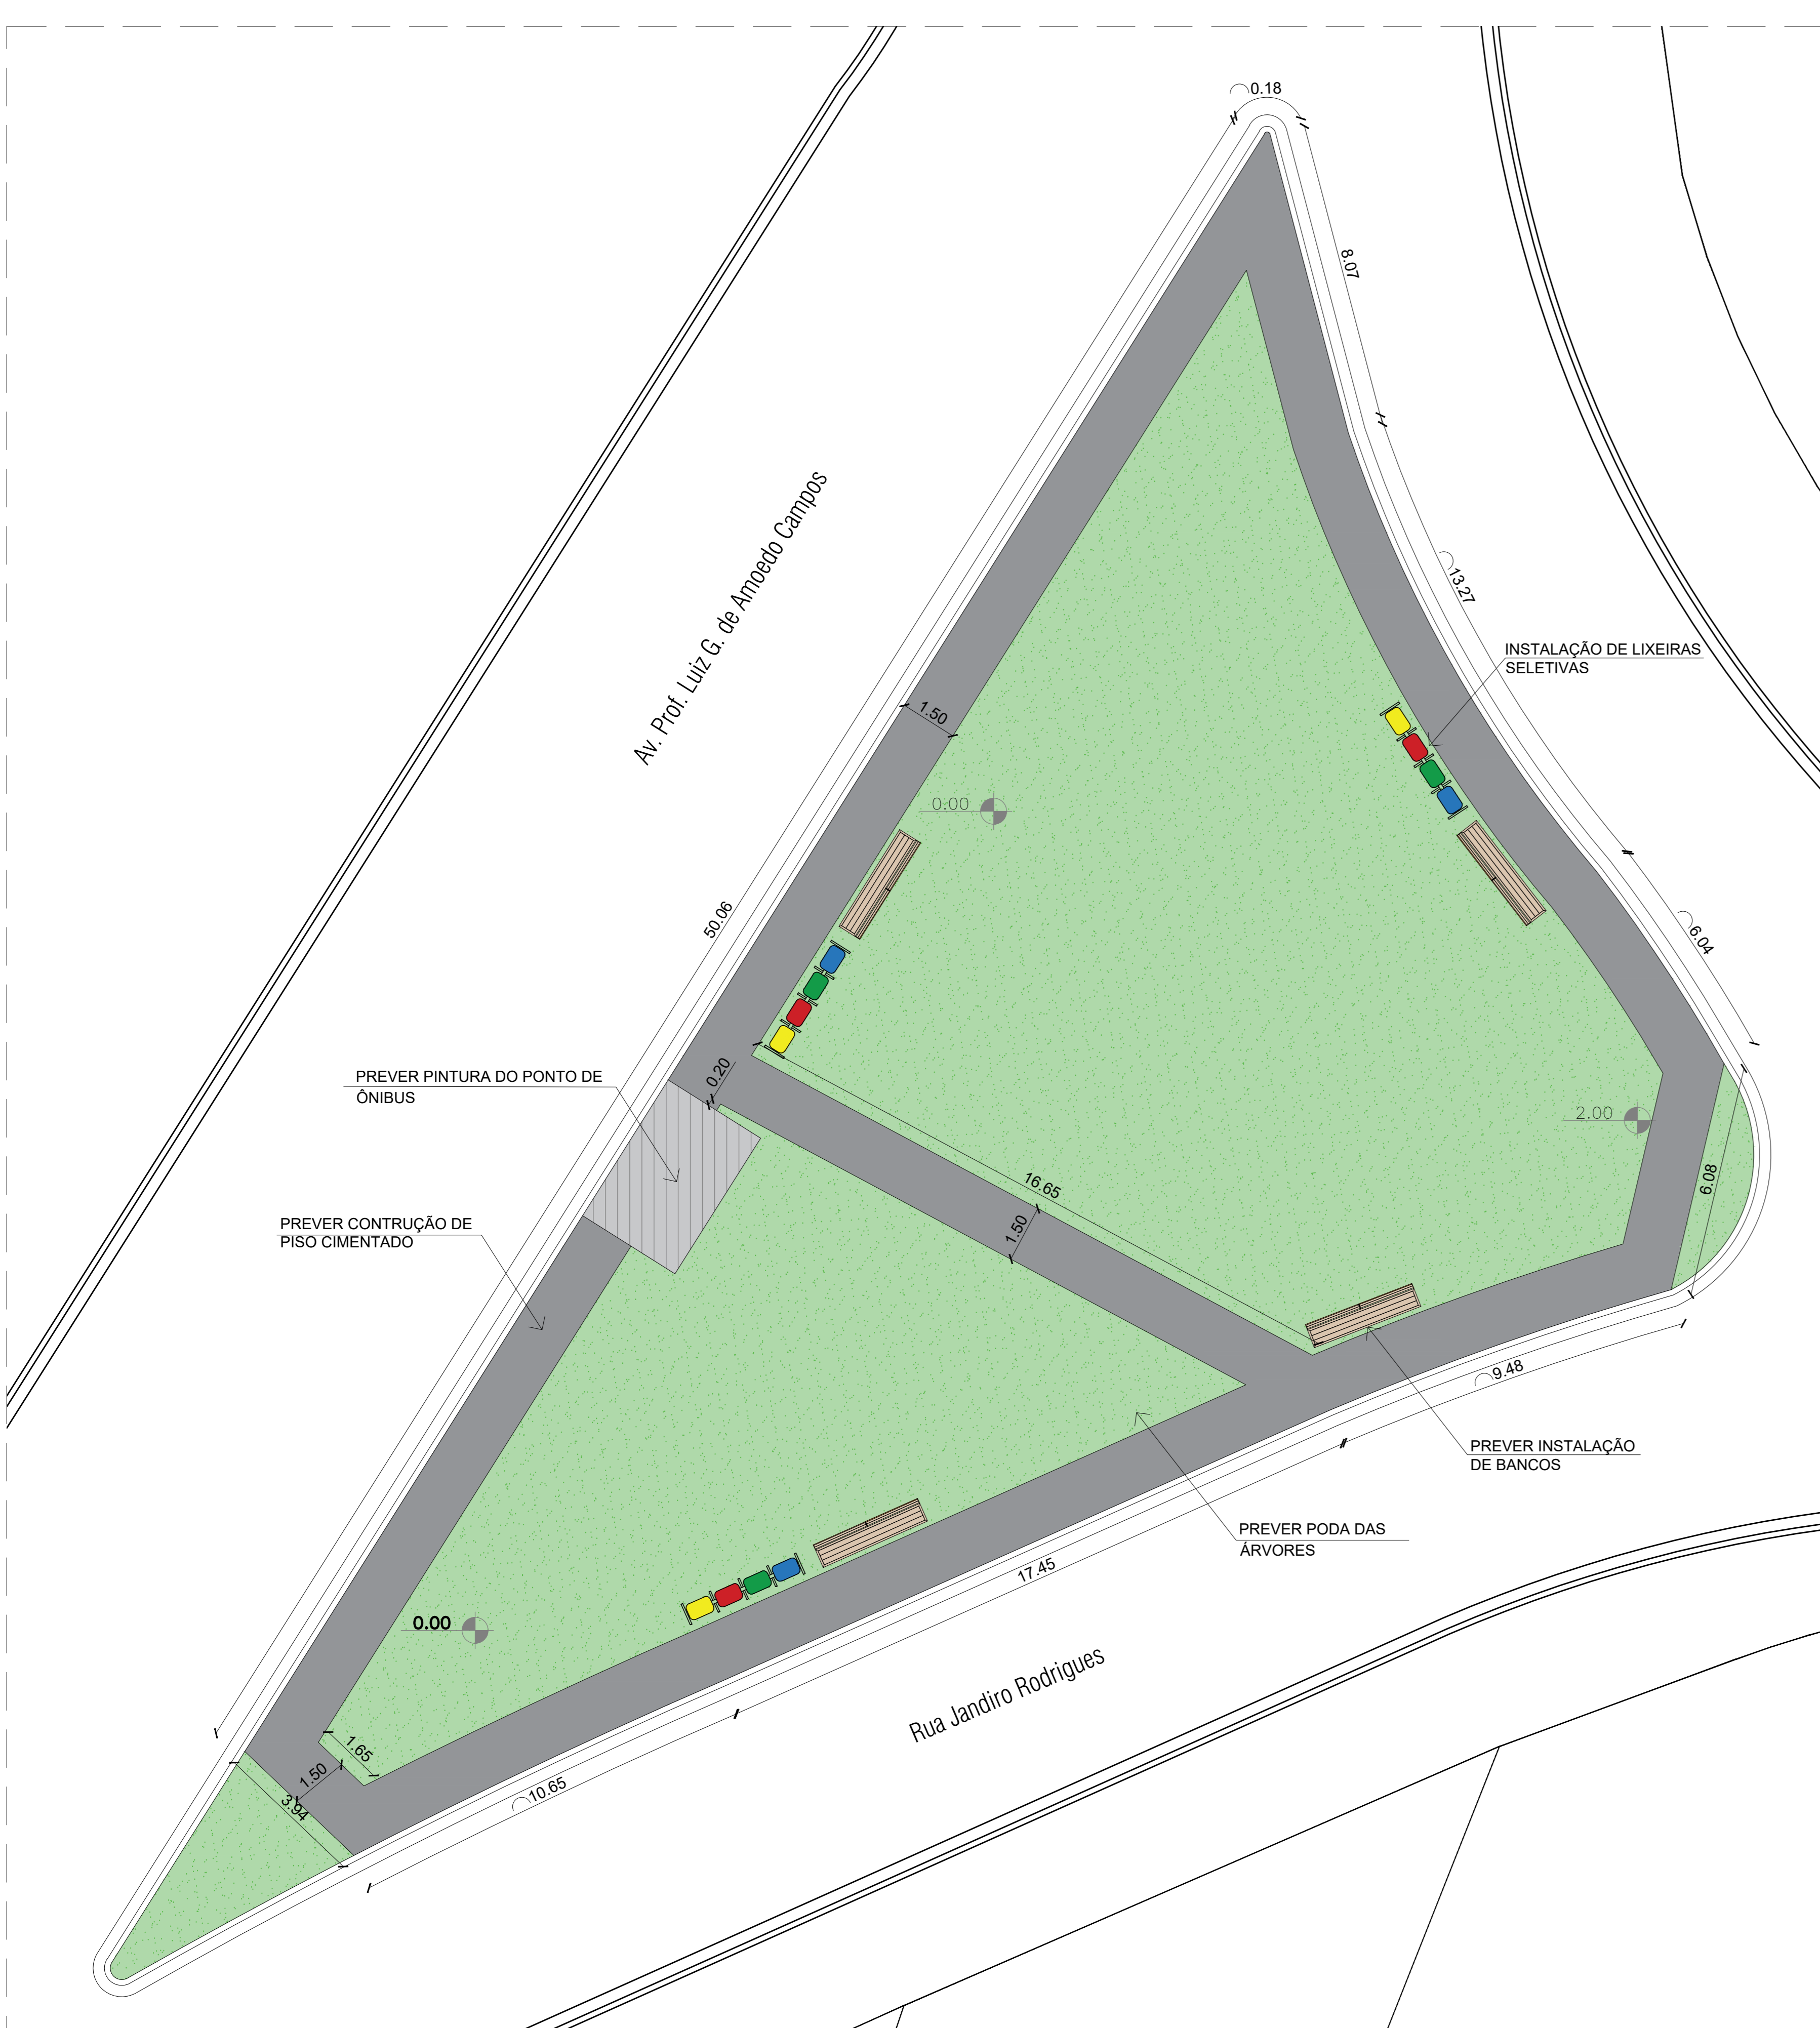 0.18
8.07
13.27
INSTALAÇÃO DE LIXEIRAS
SELETIVAS
Av. Prof. Luiz G. de Amoedo Campos
1.50
0.00
50.06
6.04
PREVER PINTURA DO PONTO DE
ÔNIBUS
0.20
2.00
16.65
6.08
1.50
PREVER CONTRUÇÃO DE
PISO CIMENTADO
9.48
PREVER INSTALAÇÃO
DE BANCOS
PREVER PODA DAS
ÁRVORES
17.45
0.00
Rua Jandiro Rodrigues
1.65
1.50
3.94
10.65